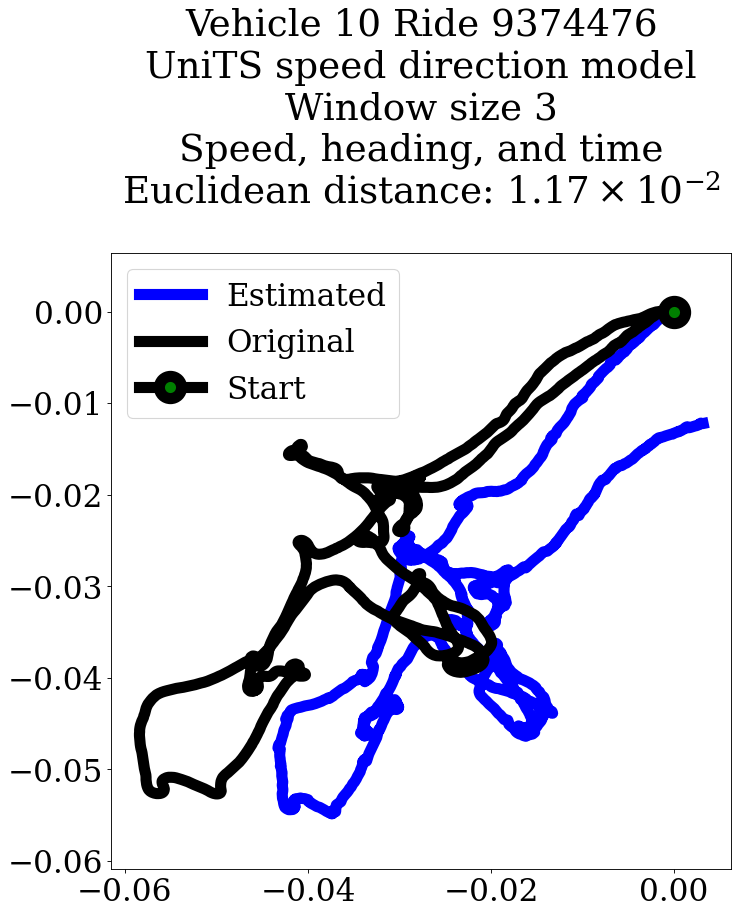 Vehicle 10 Ride 9374476
UniTS speed direction model
Window size 3
Speed, heading, and time
Euclidean distance: 1.17 × 10⁻²
Estimated
Original
Start
0.00
−0.01
−0.02
−0.03
−0.04
−0.05
−0.06
−0.06
−0.04
−0.02
0.00